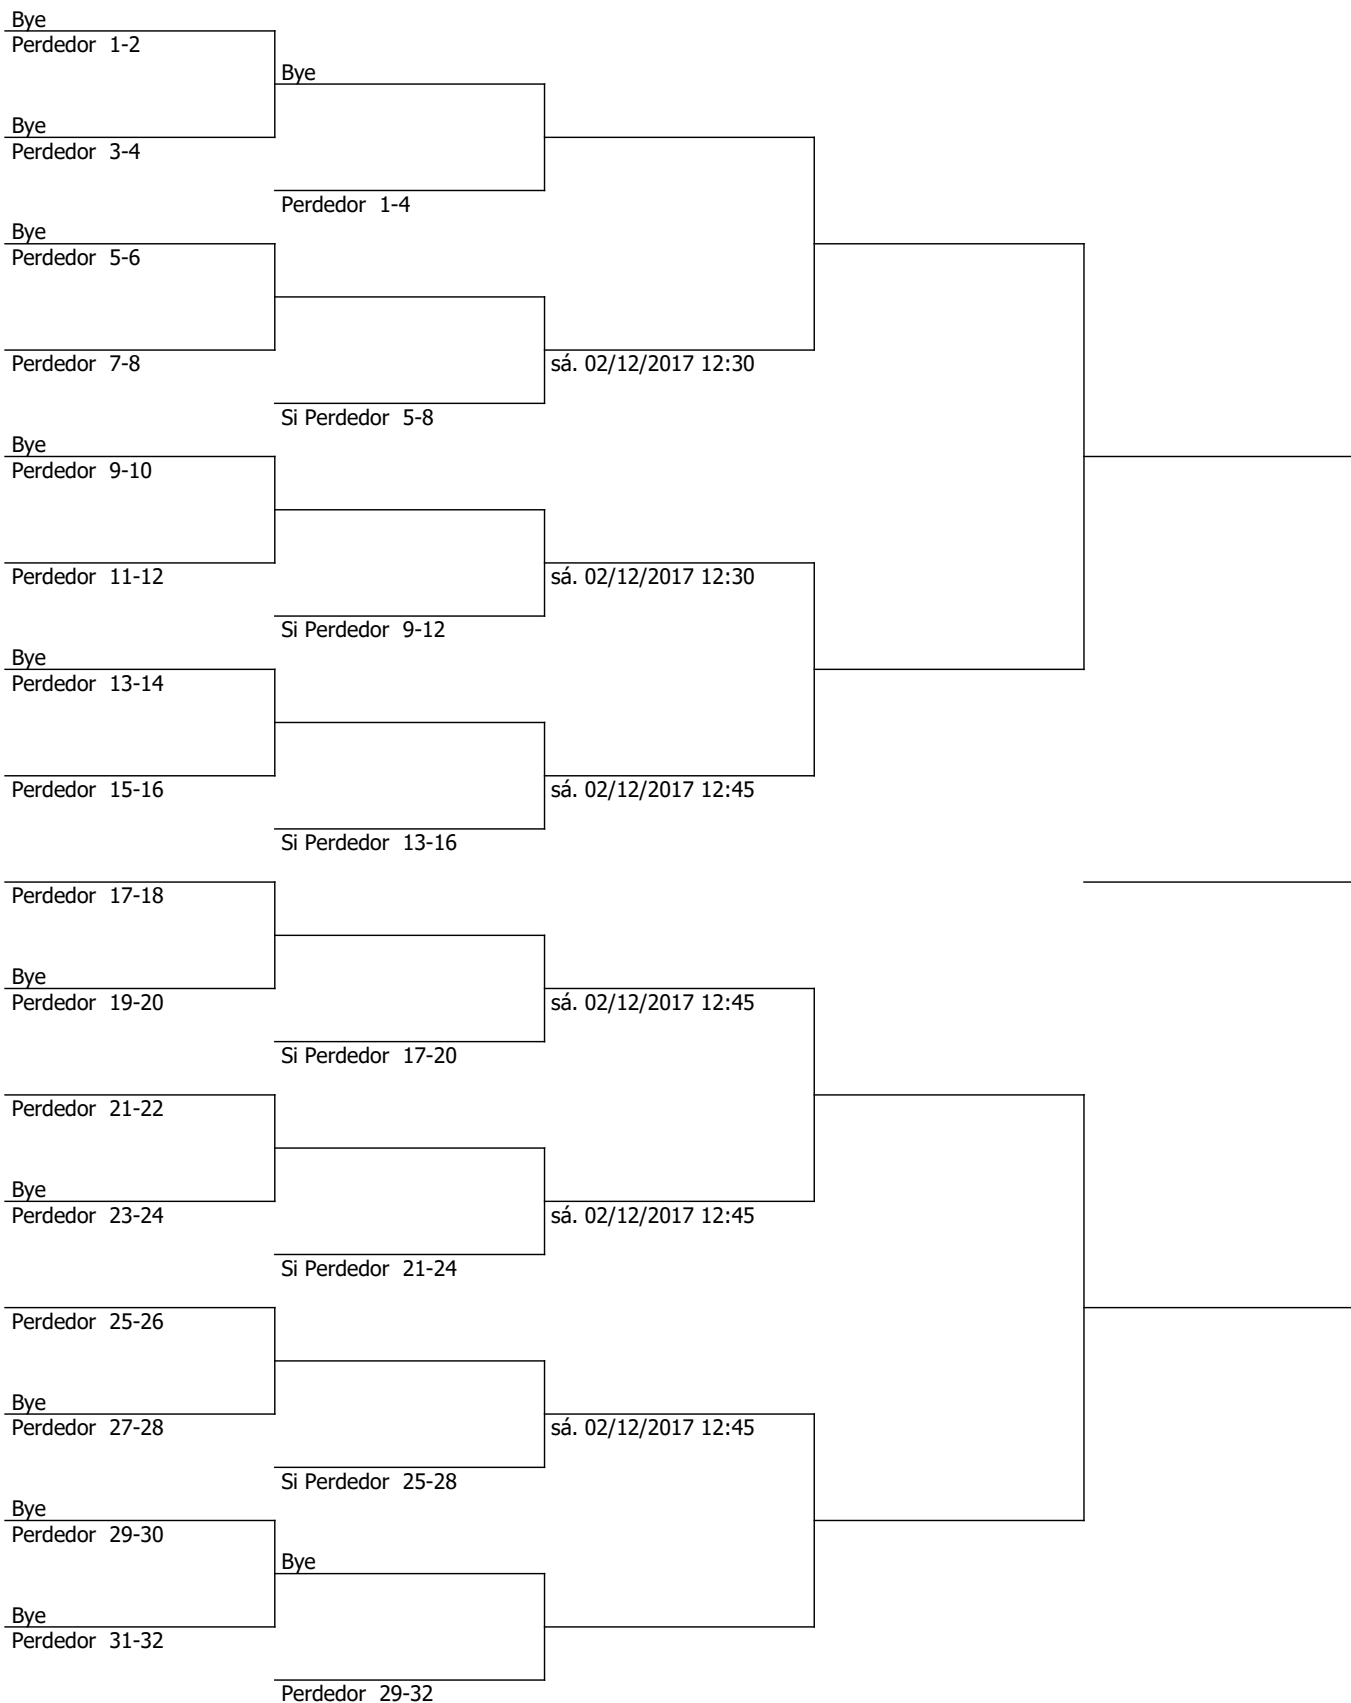 Bye
Perdedor 1-2
Bye
Bye
Perdedor 3-4
Perdedor 1-4
Bye
Perdedor 5-6
Perdedor 7-8
sá. 02/12/2017 12:30
Si Perdedor 5-8
Bye
Perdedor 9-10
Perdedor 11-12
sá. 02/12/2017 12:30
Si Perdedor 9-12
Bye
Perdedor 13-14
Perdedor 15-16
sá. 02/12/2017 12:45
Si Perdedor 13-16
Perdedor 17-18
Bye
Perdedor 19-20
sá. 02/12/2017 12:45
Si Perdedor 17-20
Perdedor 21-22
Bye
Perdedor 23-24
sá. 02/12/2017 12:45
Si Perdedor 21-24
Perdedor 25-26
Bye
Perdedor 27-28
sá. 02/12/2017 12:45
Si Perdedor 25-28
Bye
Perdedor 29-30
Bye
Bye
Perdedor 31-32
Perdedor 29-32